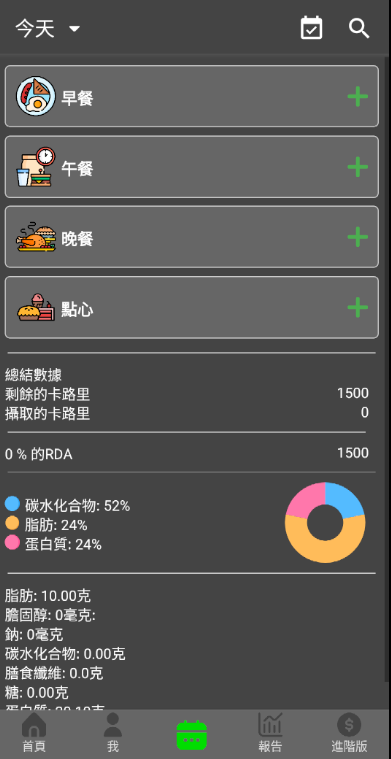 今天
早餐
午餐
晚餐
點心
總結數據
剩餘的卡路里 1500
攝取的卡路里 0
0 % 的RDA 1500
碳水化合物: 52%
脂肪: 24%
蛋白質: 24%
脂肪: 10.00克
膽固醇: 0毫克:
鈉: 0毫克
碳水化合物: 0.00克
膳食纖維: 0.0克
糖: 0.00克
首頁 我 報告 進階版